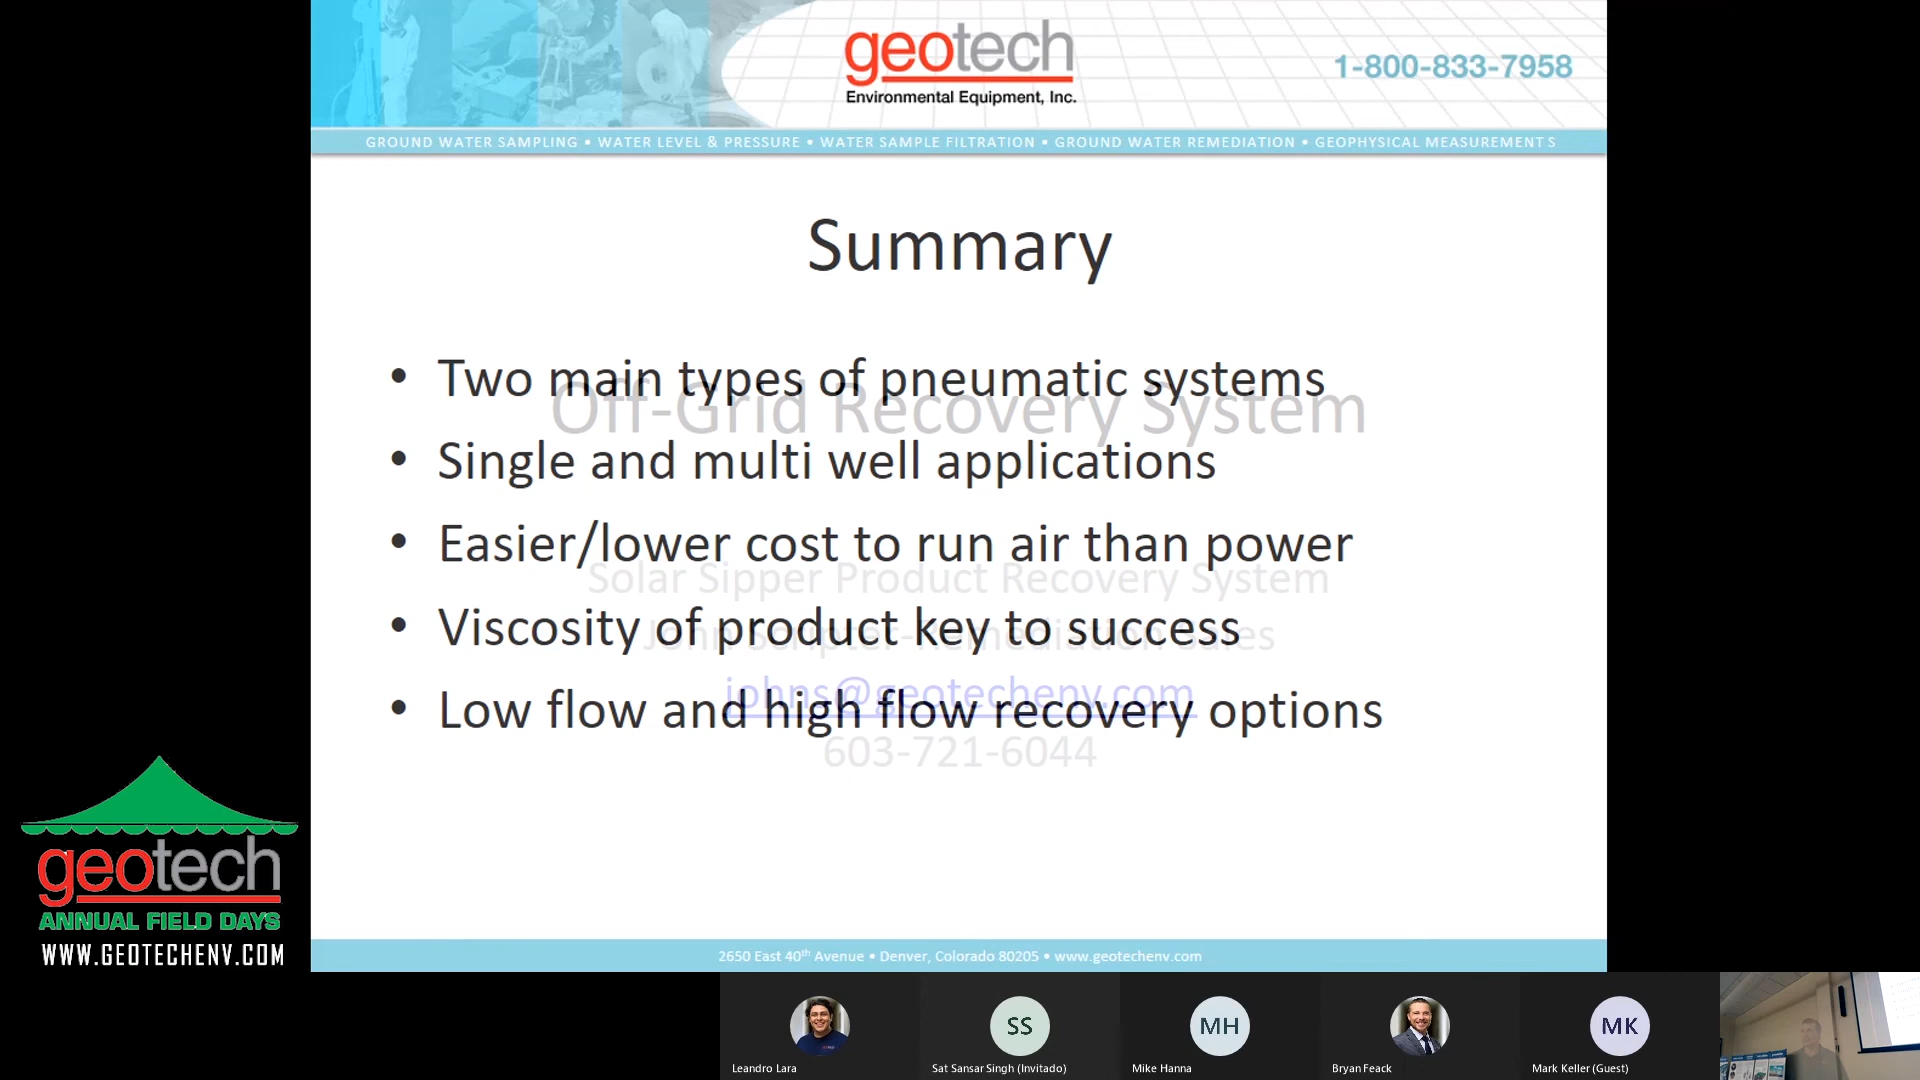 geotech
Environmental Equipment, Inc.
1-800-833-7958
GROUND WATER SAMPLING • WATER LEVEL & PRESSURE • WATER SAMPLE FILTRATION • GROUND WATER REMEDIATION • GEOPHYSICAL MEASUREMENTS
Summary
• Two main types of pneumatic systems
Off-Grid Recovery System
• Single and multi well applications
• Easier/lower cost to run air than power
Solar Sipper Product Recovery System
• Viscosity of product key to success
John Scripter-Remediation Sales
johns@geotechenv.com
• Low flow and high flow recovery options
603-721-6044
geotech
ANNUAL FIELD DAYS
WWW.GEOTECHENV.COM
2650 East 40th Avenue • Denver, Colorado 80205 • www.geotechenv.com
SS
MH
MK
Leandro Lara
Sat Sansar Singh (Invitado)
Mike Hanna
Bryan Feack
Mark Keller (Guest)